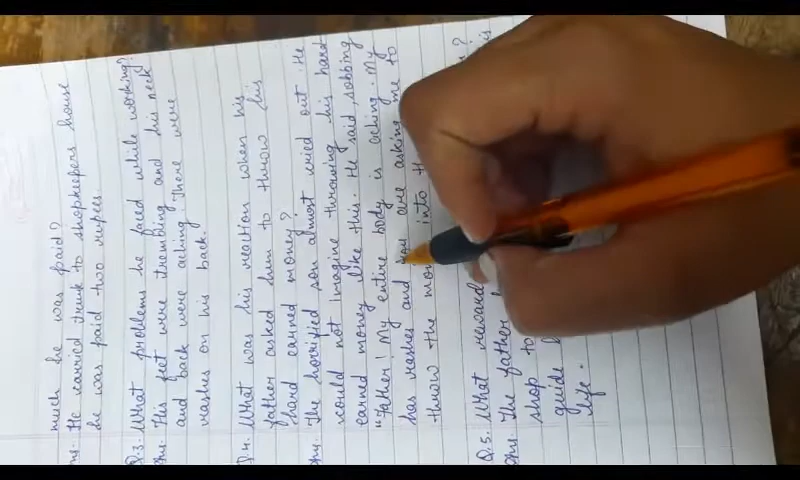 much he was paid?
Ans. He carried trunk to shopkeepers house
he was paid two rupees.
Q.3. What problems he faced while working?
Ans. His feet were trembing and his neck
and back were aching. There were
rashes on his back.
Q.4. What was his reaction when his
father asked him to throw his
hard earned money?
Ans. The horrified son almost cried out. He
could not imagine throwing his hard
earned money like this. He said, sobbing
"Father! My entire body is aching. My
has rashes and you are asking me to
throw the money into
Q.5. What reward
Ans. The father is
shop to
guide
life.